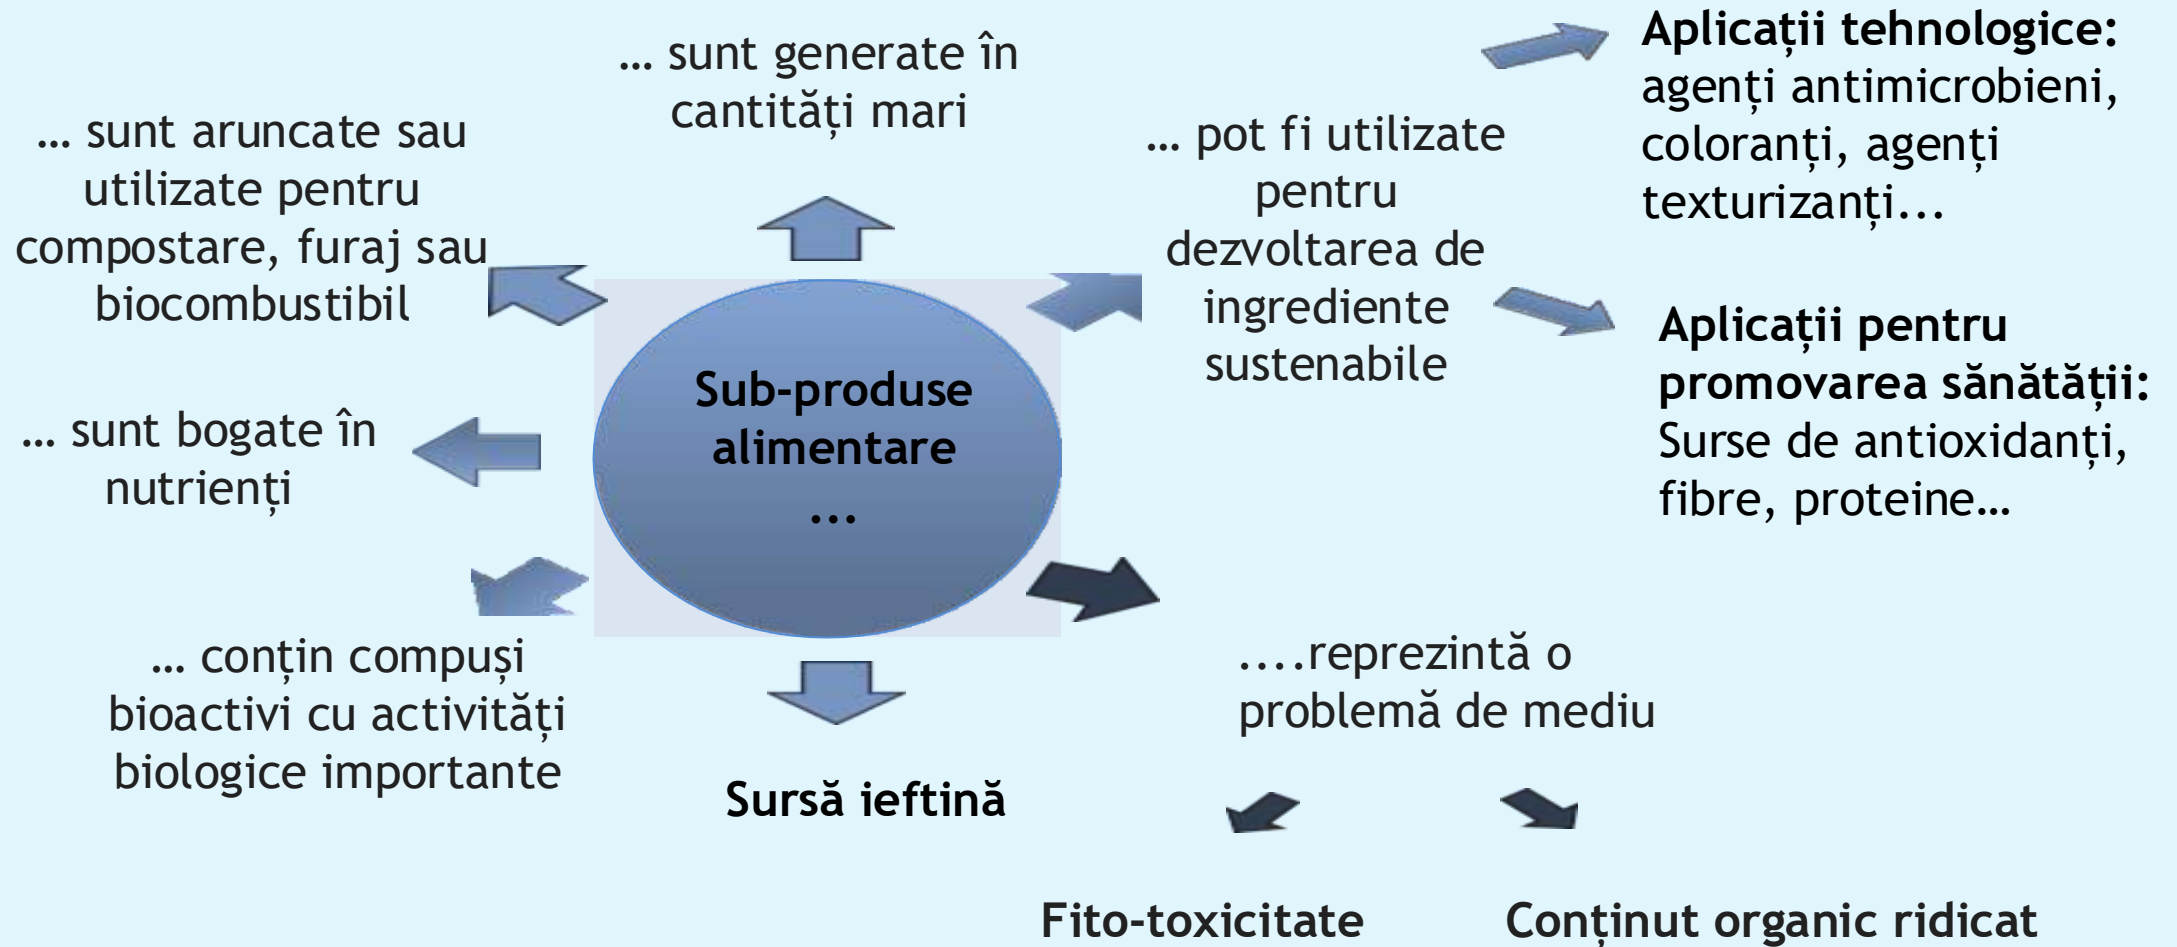 … sunt generate în
cantități mari
… sunt aruncate sau
utilizate pentru
compostare, furaj sau
biocombustibil
… pot fi utilizate
pentru
dezvoltarea de
ingrediente
sustenabile
Aplicații tehnologice:
agenți antimicrobieni,
coloranți, agenți
texturizanți...
Aplicații pentru
promovarea sănătății:
Surse de antioxidanți,
fibre, proteine…
Sub-produse
alimentare
...
… sunt bogate în
nutrienți
… conțin compuși
bioactivi cu activități
biologice importante
Sursă ieftină
....reprezintă o
problemă de mediu
Fito-toxicitate
Conținut organic ridicat